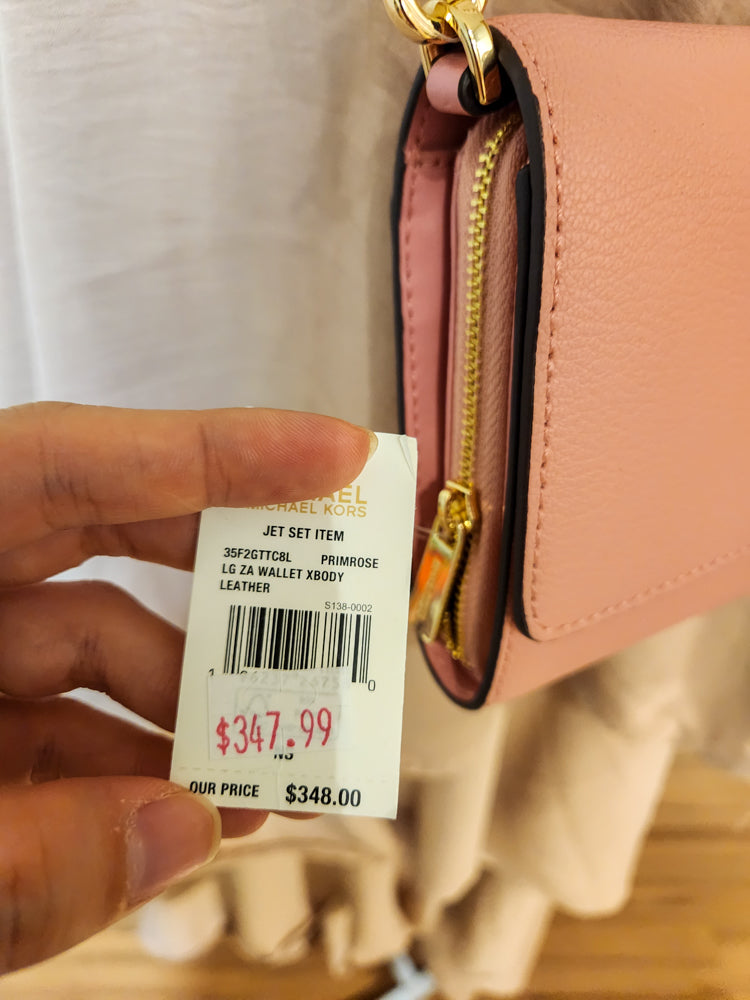 MICHAEL KORS
JET SET ITEM
35F2GTTC8L PRIMROSE
LG ZA WALLET XBODY
LEATHER
S138-0002
$347.99
NS
OUR PRICE $348.00